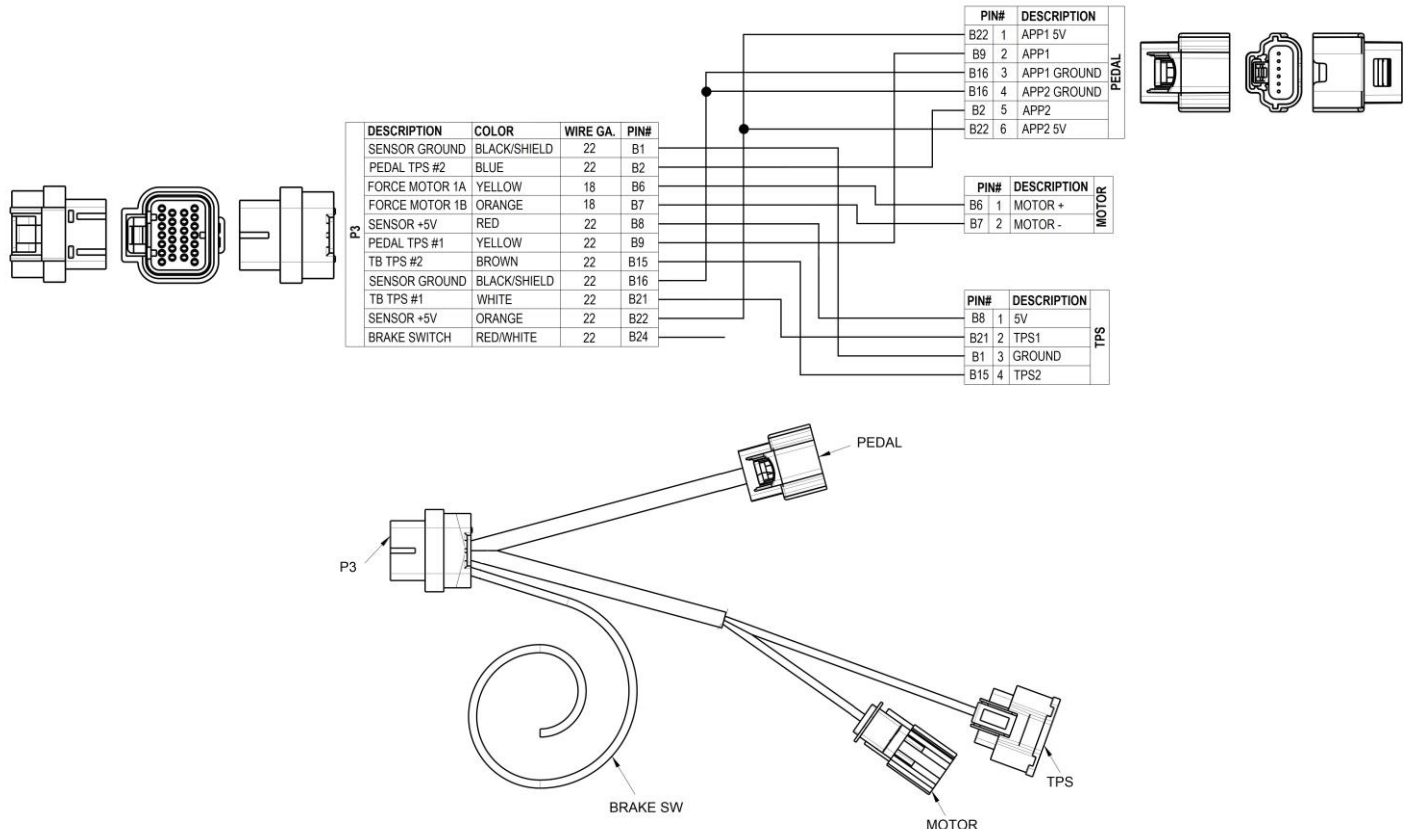 PIN# DESCRIPTION
B22 1 APP1 5V
B9 2 APP1
B16 3 APP1 GROUND
B16 4 APP2 GROUND
B2 5 APP2
B22 6 APP2 5V
PEDAL
DESCRIPTION COLOR WIRE GA. PIN#
SENSOR GROUND BLACK/SHIELD 22 B1
PEDAL TPS #2 BLUE 22 B2
FORCE MOTOR 1A YELLOW 18 B6
FORCE MOTOR 1B ORANGE 18 B7
SENSOR +5V RED 22 B8
PEDAL TPS #1 YELLOW 22 B9
TB TPS #2 BROWN 22 B15
SENSOR GROUND BLACK/SHIELD 22 B16
TB TPS #1 WHITE 22 B21
SENSOR +5V ORANGE 22 B22
BRAKE SWITCH RED/WHITE 22 B24
P3
PIN# DESCRIPTION
B6 1 MOTOR +
B7 2 MOTOR -
MOTOR
PIN# DESCRIPTION
B8 1 5V
B21 2 TPS1
B1 3 GROUND
B15 4 TPS2
TPS
PEDAL
P3
TPS
BRAKE SW
MOTOR